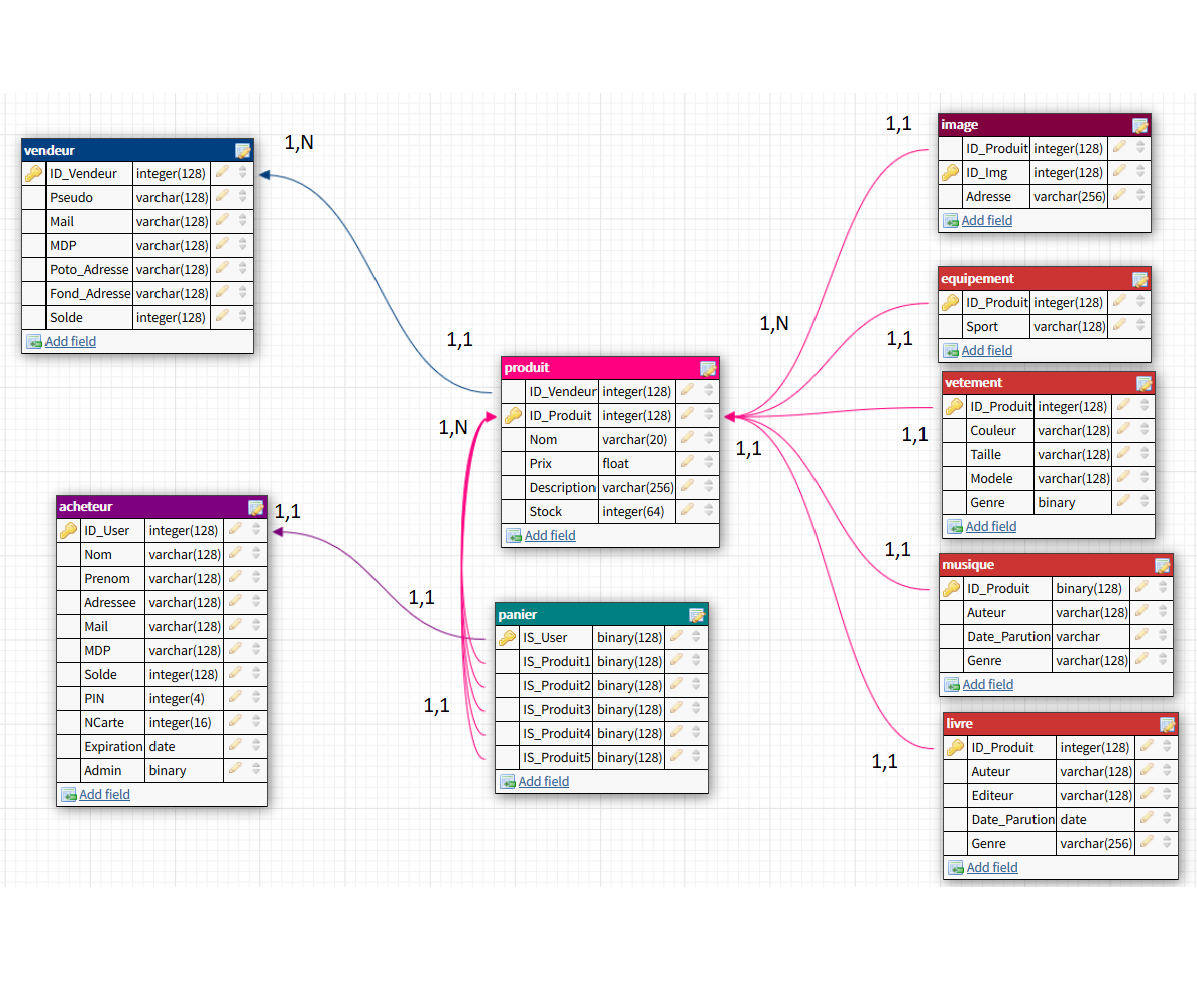 vendeur
ID_Vendeur integer(128)
Pseudo varchar(128)
Mail varchar(128)
MDP varchar(128)
Poto_Adresse varchar(128)
Fond_Adresse varchar(128)
Solde integer(128)
Add field
1,N
1,1
acheteur
ID_User integer(128)
Nom varchar(128)
Prenom varchar(128)
Adressee varchar(128)
Mail varchar(128)
MDP varchar(128)
Solde integer(128)
PIN integer(4)
NCarte integer(16)
Expiration date
Admin binary
Add field
1,1
1,1
produit
ID_Vendeur integer(128)
ID_Produit integer(128)
Nom varchar(20)
Prix float
Description varchar(256)
Stock integer(64)
Add field
1,N
1,1
panier
IS_User binary(128)
IS_Produit1 binary(128)
IS_Produit2 binary(128)
IS_Produit3 binary(128)
IS_Produit4 binary(128)
IS_Produit5 binary(128)
Add field
1,N
1,1
1,1
image
ID_Produit integer(128)
ID_Img integer(128)
Adresse varchar(256)
Add field
equipement
ID_Produit integer(128)
Sport varchar(128)
Add field
1,1
vetement
ID_Produit integer(128)
Couleur varchar(128)
Taille varchar(128)
Modele varchar(128)
Genre binary
Add field
1,1
musique
ID_Produit binary(128)
Auteur varchar(128)
Date_Parution varchar
Genre varchar(128)
Add field
1,1
livre
ID_Produit integer(128)
Auteur varchar(128)
Editeur varchar(128)
Date_Parution date
Genre varchar(256)
Add field
1,1